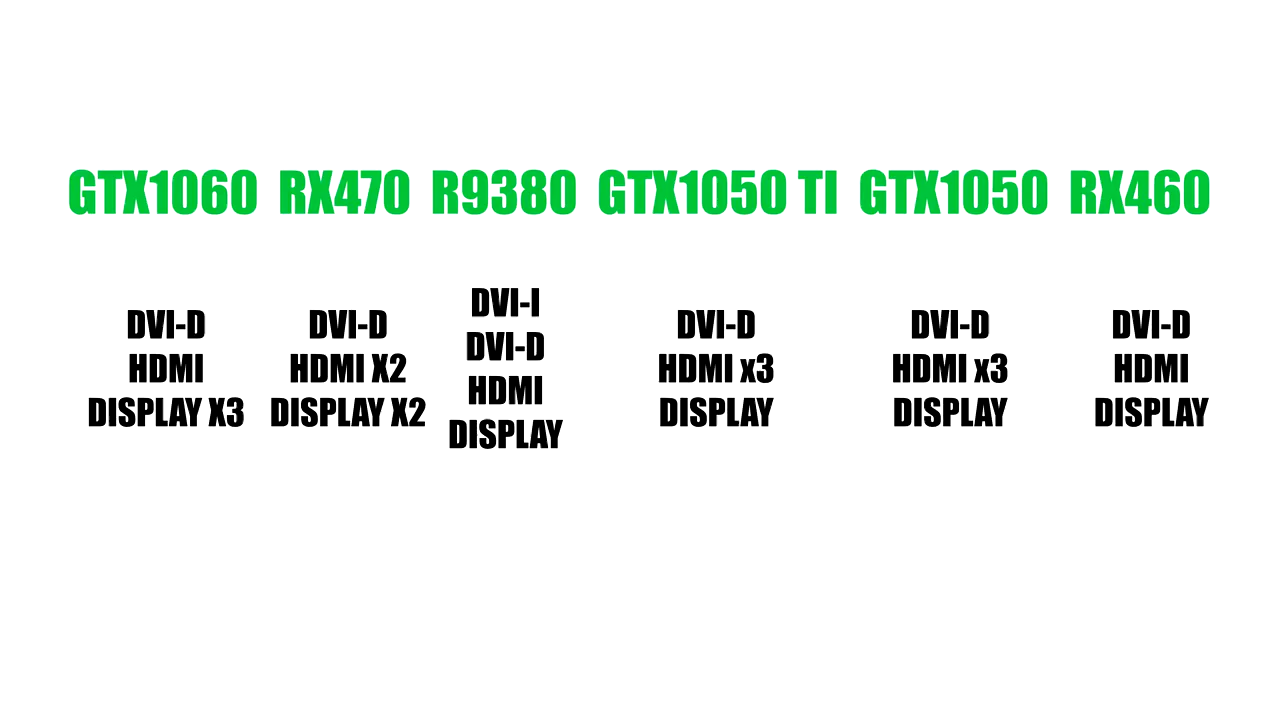 GTX1060 RX470 R9380 GTX1050 TI GTX1050 RX460
DVI-D
HDMI
DISPLAY X3
DVI-D
HDMI X2
DISPLAY X2
DVI-I
DVI-D
HDMI
DISPLAY
DVI-D
HDMI x3
DISPLAY
DVI-D
HDMI x3
DISPLAY
DVI-D
HDMI
DISPLAY